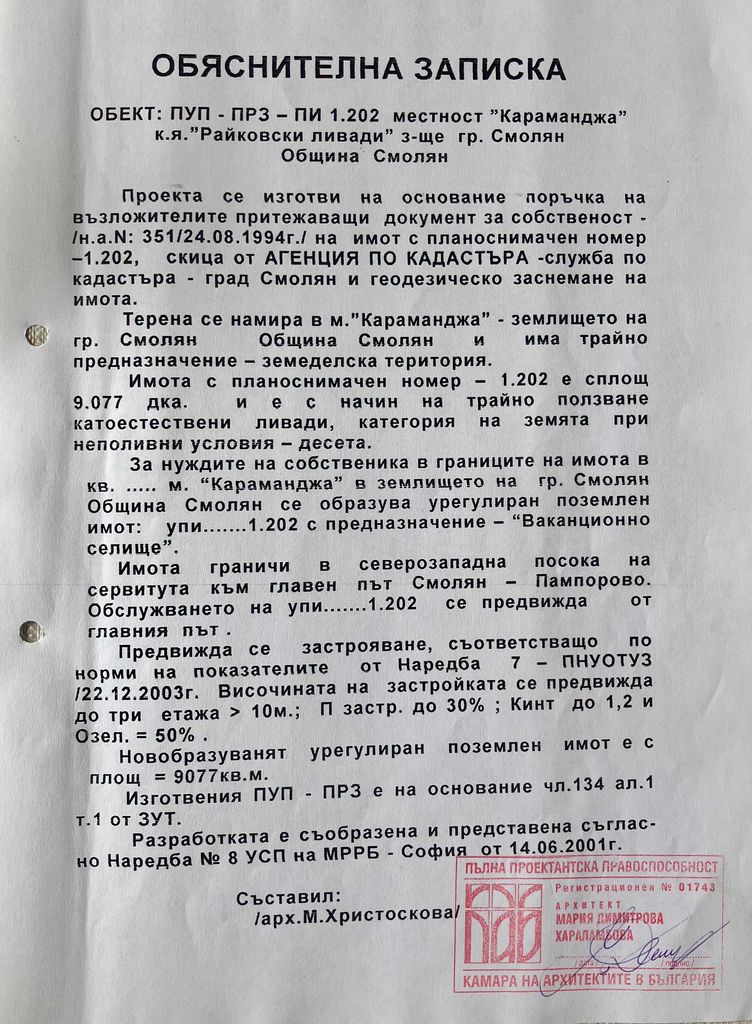 ОБЯСНИТЕЛНА ЗАПИСКА
ОБЕКТ: ПУП - ПРЗ – ПИ 1.202 местност ”Караманджа”
к.я.”Райковски ливади” з-ще гр. Смолян
Община Смолян
Проекта се изготви на основание поръчка на
възложителите притежаващи документ за собственост -
/н.а.N: 351/24.08.1994г./ на имот с планоснимачен номер
–1.202, скица от АГЕНЦИЯ ПО КАДАСТЪРА -служба по
кадастъра - град Смолян и геодезическо заснемане на
имота.
Терена се намира в м.”Караманджа” - землището на
гр. Смолян Община Смолян и има трайно
предназначение – земеделска територия.
Имота с планоснимачен номер – 1.202 е сплощ
9.077 дка. и е с начин на трайно ползване
катоестествени ливади, категория на земята при
неполивни условия – десета.
За нуждите на собственика в границите на имота в
кв. ..... м. “Караманджа” в землището на гр. Смолян
Община Смолян се образува урегулиран поземлен
имот: упи.......1.202 с предназначение – “Ваканционно
селище”.
Имота граничи в северозападна посока на
сервитута към главен път Смолян – Пампорово.
Обслужването на упи.......1.202 се предвижда от
главния път .
Предвижда се застрояване, съответстващо по
норми на показателите от Наредба 7 – ПНУОТУЗ
/22.12.2003г. Височината на застройката се предвижда
до три етажа > 10м.; П застр. до 30% ; Кинт до 1,2 и
Озел. = 50% .
Новобразуванят урегулиран поземлен имот е с
площ = 9077кв.м.
Изготвения ПУП - ПРЗ е на основание чл.134 ал.1
т.1 от ЗУТ.
Разработката е съобразена и представена съглас-
но Наредба № 8 УСП на МРРБ - София от 14.06.2001г.
Съставил:
/арх.М.Христоскова/
ПЪЛНА ПРОЕКТАНТСКА ПРАВОСПОСОБНОСТ
Регистрационен № 01743
АРХИТЕКТ
МАРИЯ ДИМИТРОВА
ХАРАЛАМБОВА
/дата/ /подпис/
КАМАРА НА АРХИТЕКТИТЕ В БЪЛГАРИЯ